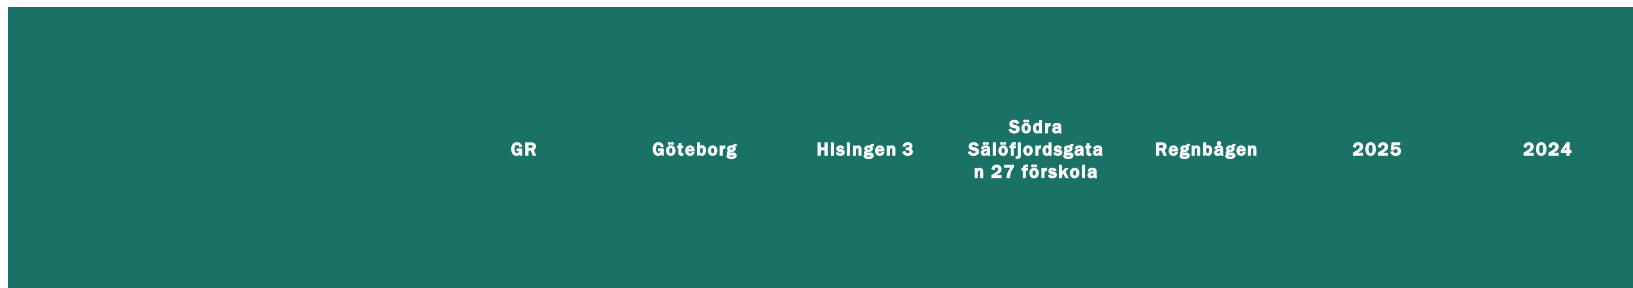 GR
Göteborg
Hisingen 3
Södra
Sälöfjordsgata
n 27 förskola
Regnbågen
2025
2024